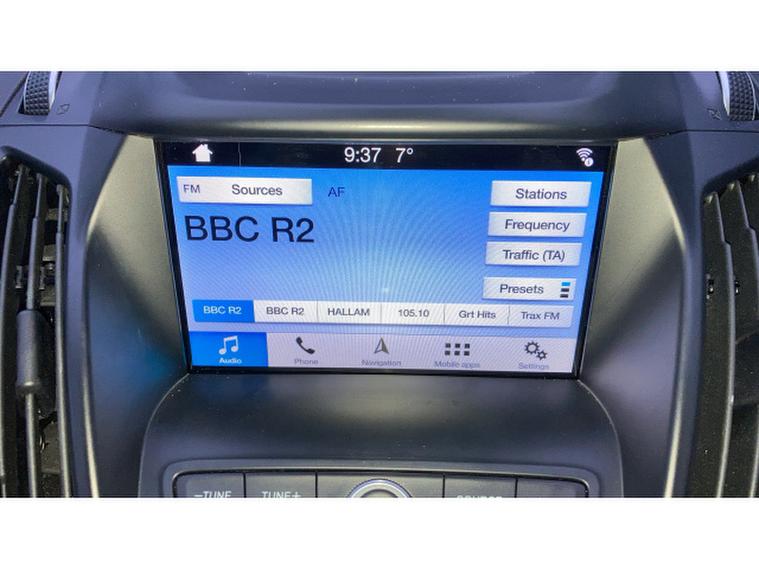 9:37 7°
FM Sources AF
Stations
BBC R2
Frequency
Traffic (TA)
Presets
BBC R2 BBC R2 HALLAM 105.10 Grt Hits Trax FM
Audio Phone Navigation Mobile apps Settings
−TUNE TUNE+ SOURCE